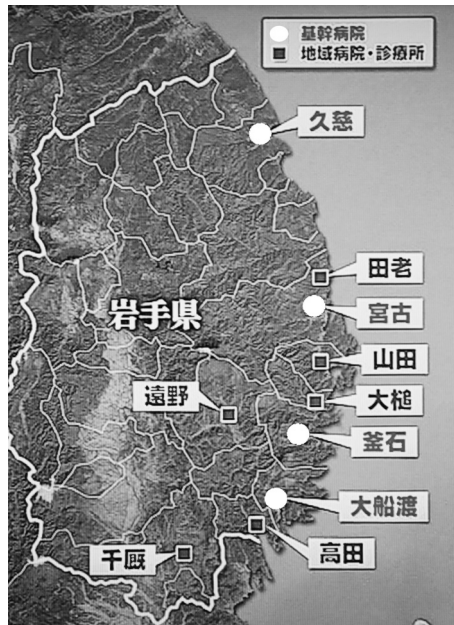 基幹病院
地域病院・診療所
久慈
田老
宮古
岩手県
山田
遠野
大槌
釜石
大船渡
高田
千厩